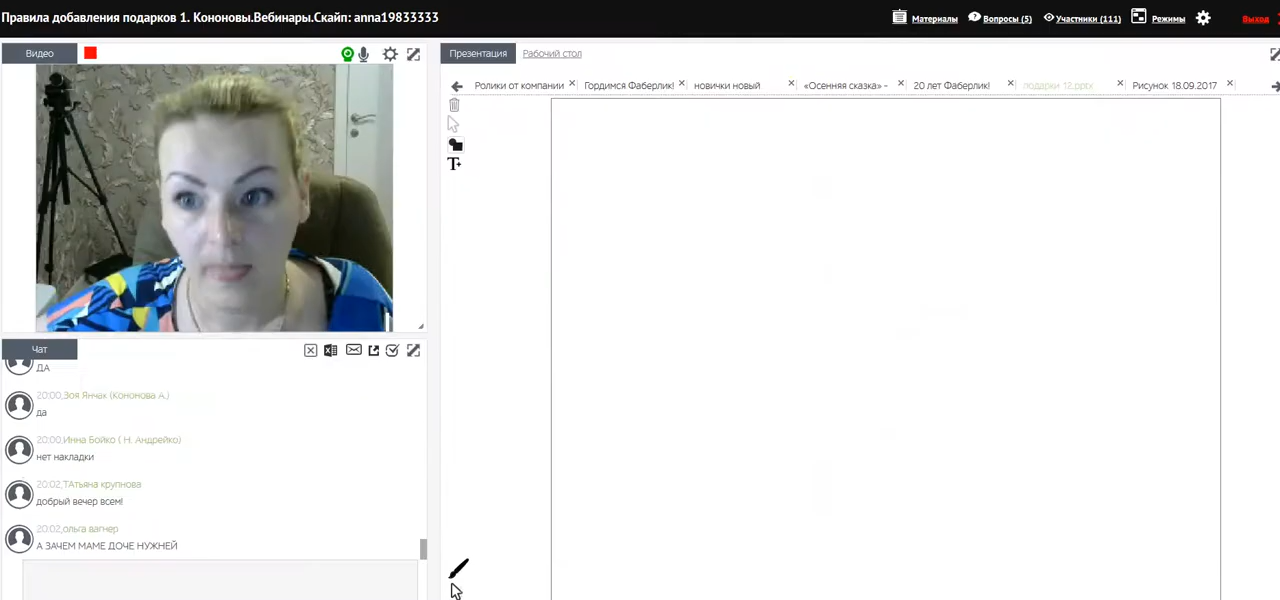 Правила добавления подарков 1. Кононовы.Вебинары.Скайп: anna19833333
Материалы
Вопросы (5)
Участники (111)
Режимы
Выход
Видео
Презентация
Рабочий стол
Ролики от компании
Гордимся Фаберлик!
новички новый
«Осенняя сказка» -
20 лет Фаберлик!
подарки 12.pptx
Рисунок 18.09.2017
T+
Чат
ДА
20:00,Зоя Янчак (Кононова А.)
да
20:00,Инна Бойко ( Н. Андрейко)
нет накладки
20:02,ТАтьяна крупнова
добрый вечер всем!
20:02,ольга вагнер
А ЗАЧЕМ МАМЕ ДОЧЕ НУЖНЕЙ